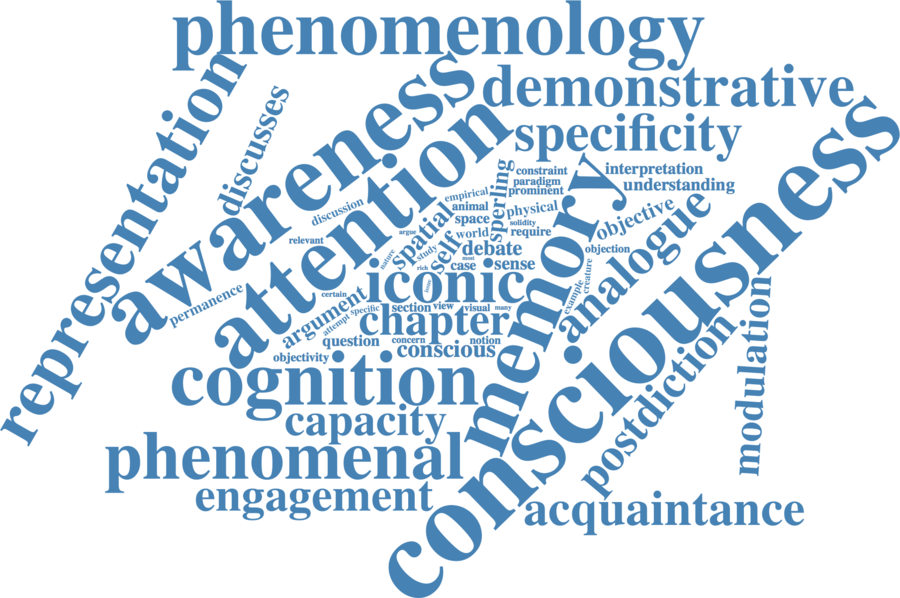 phenomenology
representation
discusses
awareness
demonstrative
attention
specificity
consciousness
memory
sperling
constraint
paradigm
prominent
interpretation
understanding
empirical
animal
space
physical
solidity
require
discussion
argue
spatial
self
world
objective
analogue
relevant
nature
study
debate
objection
most
rich
case
sense
creature
permanence
certain
iconic
issue
example
argument
specific
section
view
visual
many
attempt
chapter
question
concern
notion
conscious
objectivity
cognition
postdiction
modulation
capacity
phenomenal
engagement
acquaintance